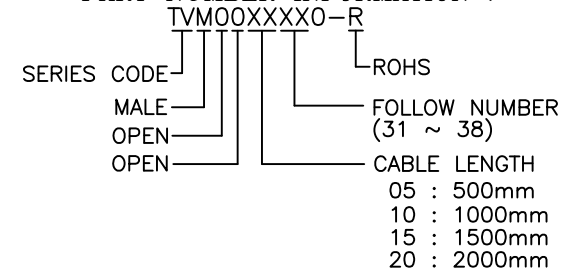 TVM00XXXX0-R
SERIES CODE
ROHS
MALE
FOLLOW NUMBER
(31 ~ 38)
OPEN
OPEN
CABLE LENGTH
05 : 500mm
10 : 1000mm
15 : 1500mm
20 : 2000mm